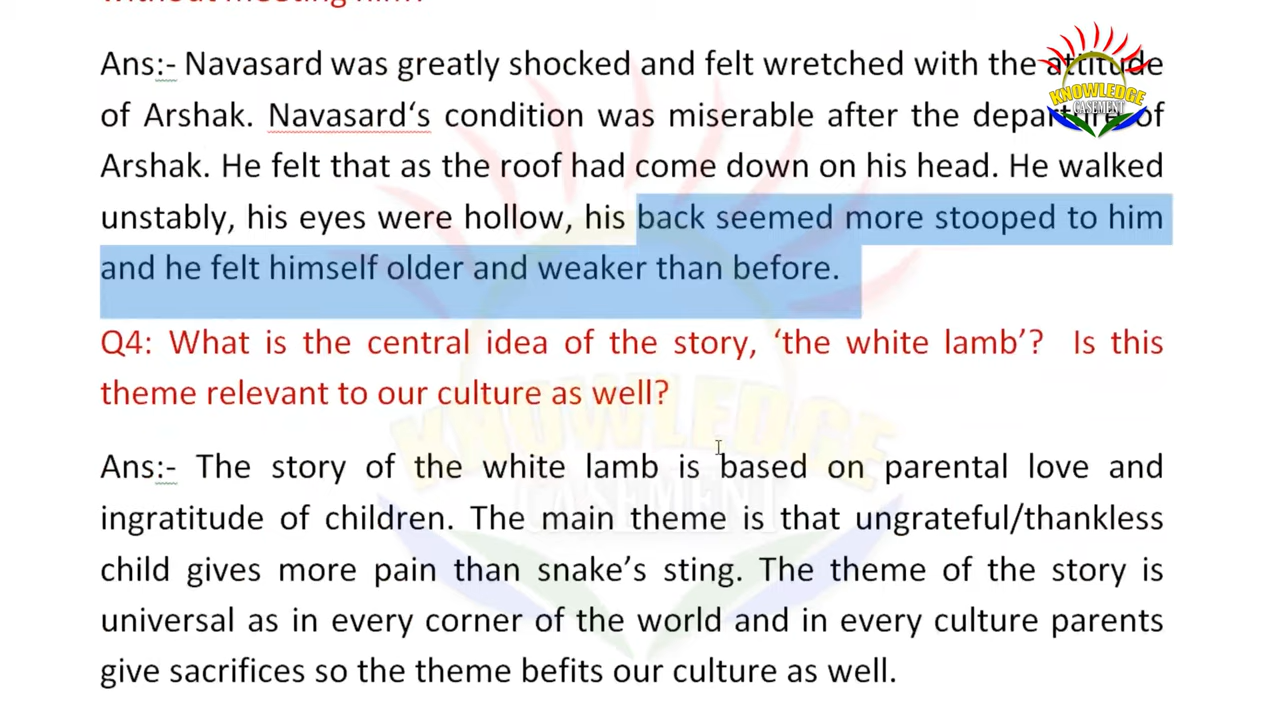 without meeting him?
Ans:- Navasard was greatly shocked and felt wretched with the attitude
of Arshak. Navasard‘s condition was miserable after the departure of
Arshak. He felt that as the roof had come down on his head. He walked
unstably, his eyes were hollow, his back seemed more stooped to him
and he felt himself older and weaker than before.
Q4: What is the central idea of the story, ‘the white lamb’? Is this
theme relevant to our culture as well?
Ans:- The story of the white lamb is based on parental love and
ingratitude of children. The main theme is that ungrateful/thankless
child gives more pain than snake’s sting. The theme of the story is
universal as in every corner of the world and in every culture parents
give sacrifices so the theme befits our culture as well.
KNOWLEDGE
CASEMENT
KNOWLEDGE
CASEMENT